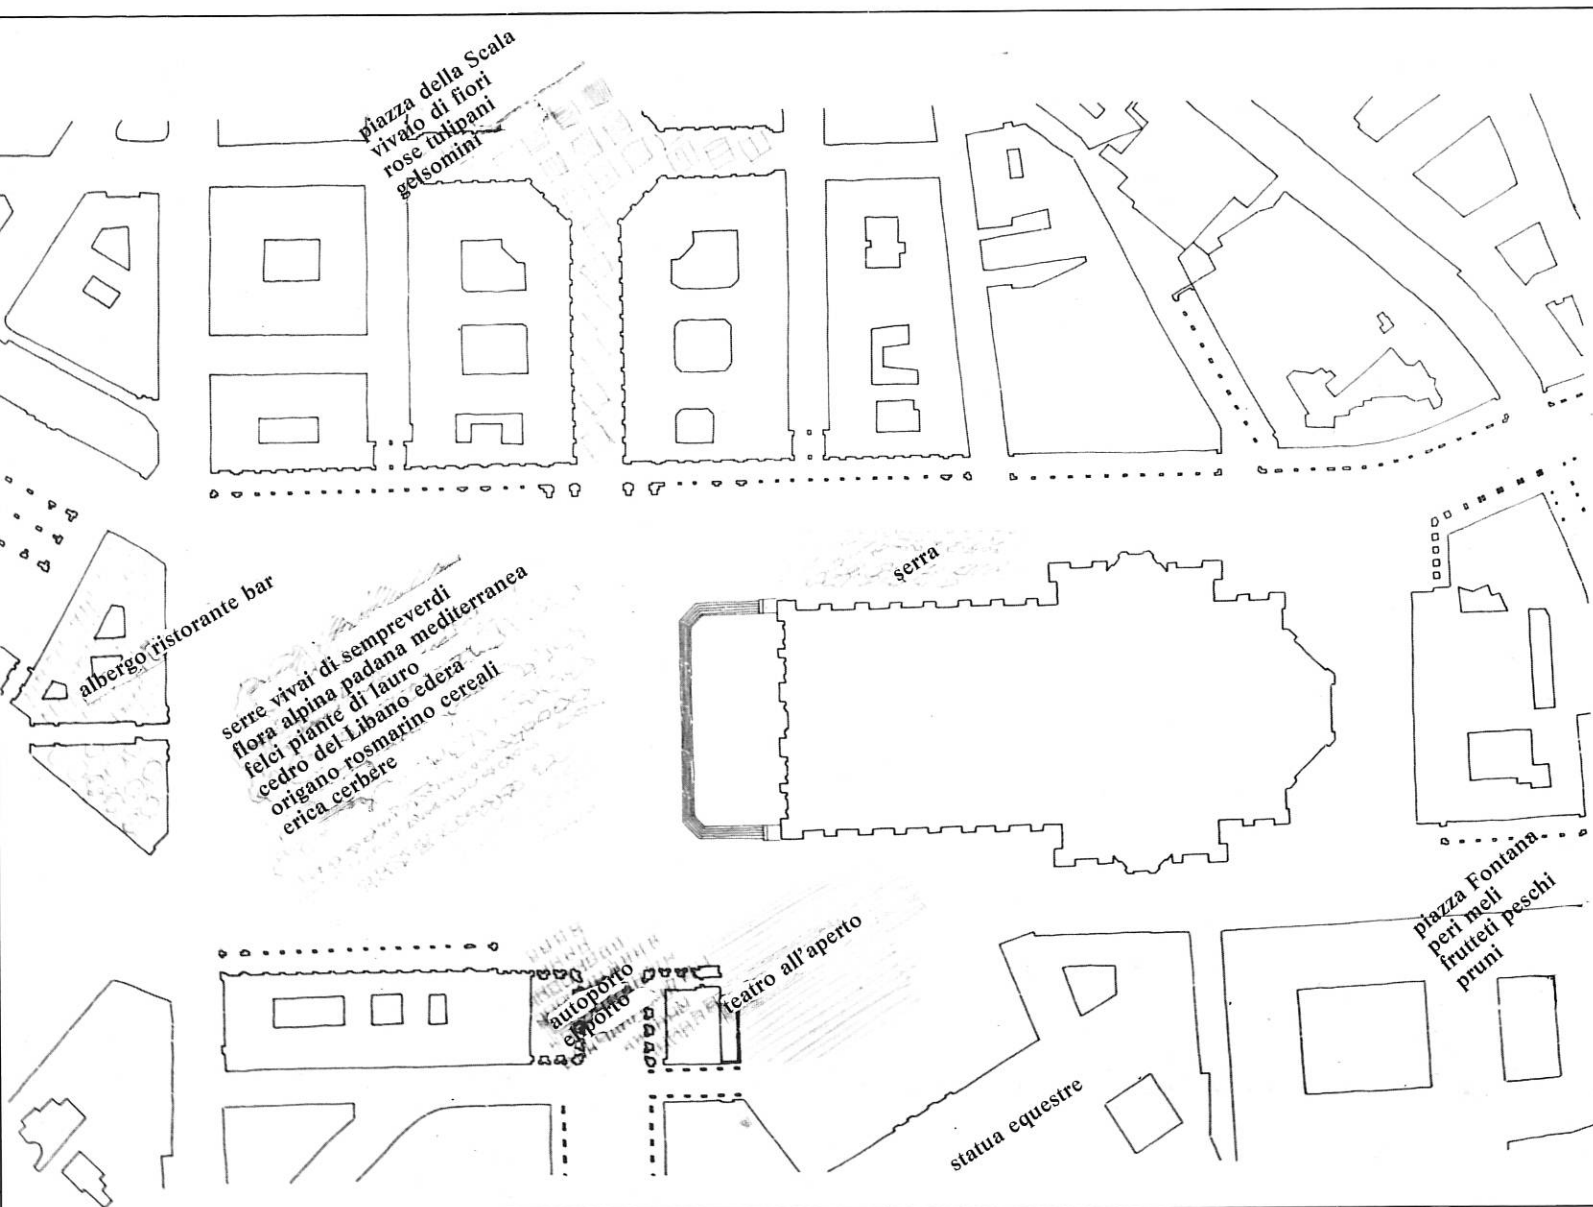 piazza della Scala
vivaio di fiori
rose tulipani
gelsomini
serra
albergo ristorante bar
serre vivai di sempreverdi
flora alpina padana mediterranea
felci piante di lauro
cedro del Libano edera
origano rosmarino cereali
erica cerbere
piazza Fontana
peri meli
frutteti peschi
pruni
autoporto
eliporto
teatro all'aperto
statua equestre